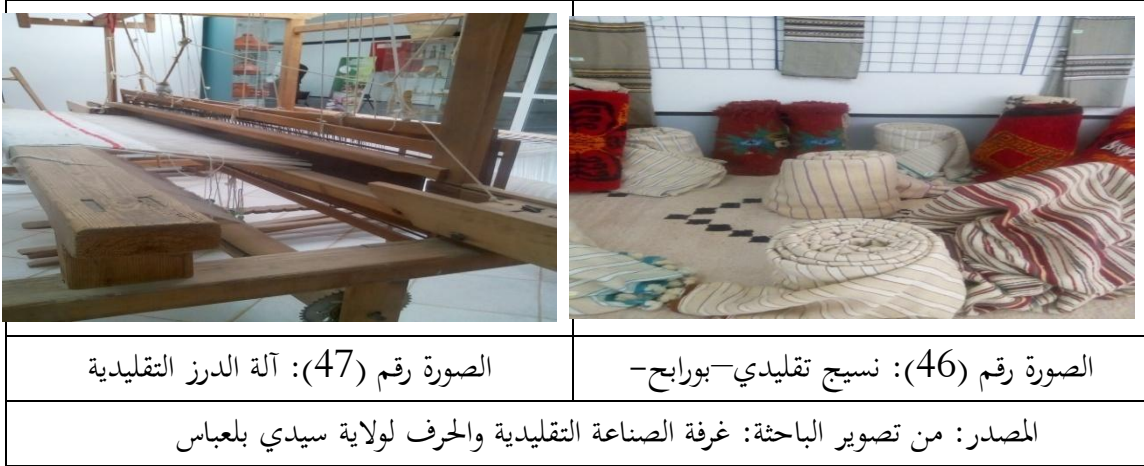 الصورة رقم (46): نسيج تقليدي–بورابح-
الصورة رقم (47): آلة الدرز التقليدية
المصدر: من تصوير الباحثة: غرفة الصناعة التقليدية والحرف لولاية سيدي بلعباس